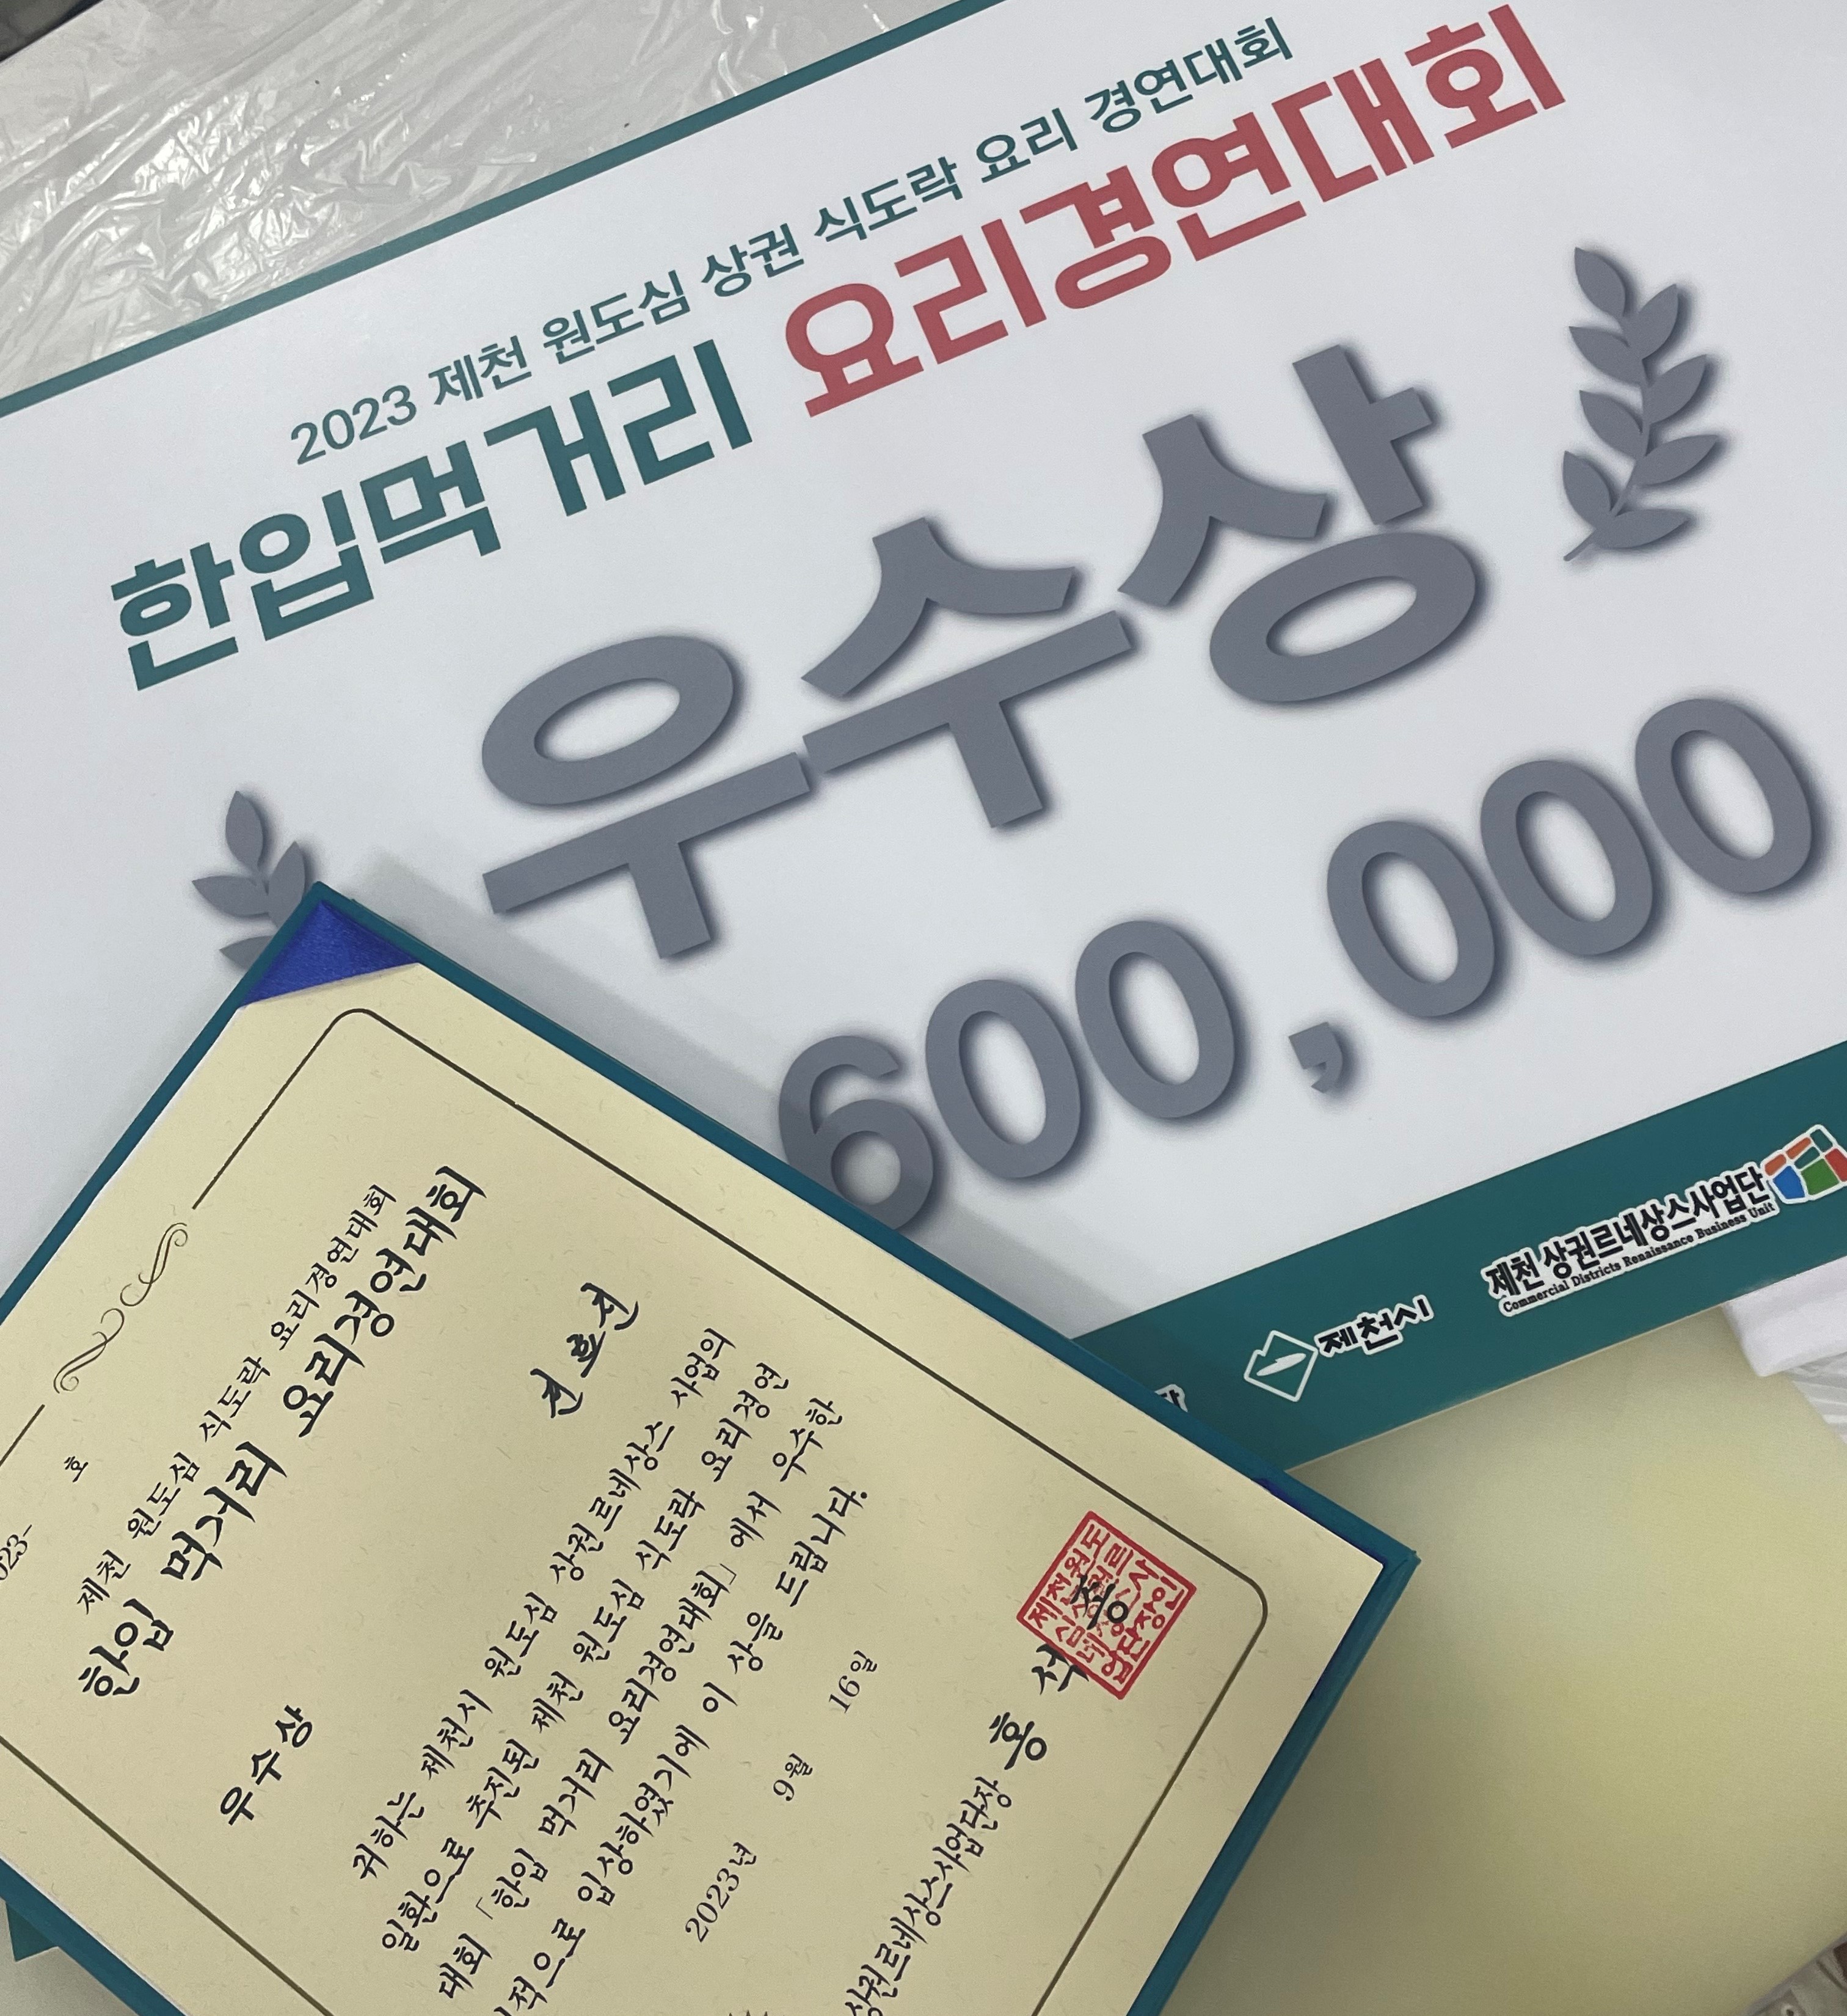 2023 제천 원도심 상권 식도락 요리 경연대회
한입먹거리 요리경연대회
우수상
600,000
제천시
제천 상권르네상스사업단
Commercial Districts Renaissance Business Unit
호
제천 원도심 식도락 요리경연대회
한입 먹거리 요리경연대회
우수상
권효진
귀하는 제천시 원도심 상권르네상스 사업의
일환으로 추진된 제천 원도심 식도락 요리경연
대회 「한입 먹거리 요리경연대회」에서 우수한
적으로 입상하였기에 이 상을 드립니다.
2023년 9월 16일
상권르네상스사업단장 홍 석